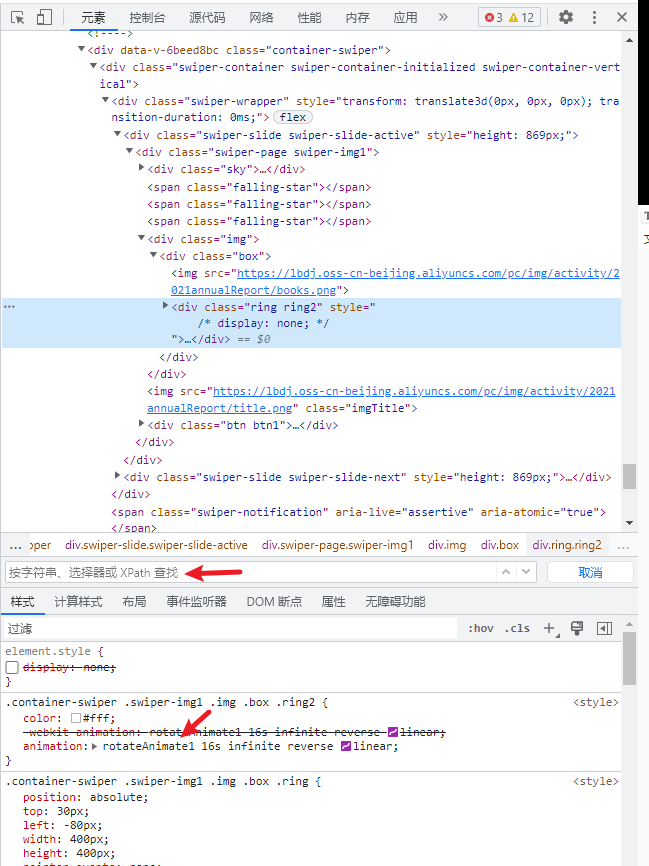 元素 控制台 源代码 网络 性能 内存 应用 » 3 12
<!---->
<div data-v-6beed8bc class="container-swiper">
<div class="swiper-container swiper-container-initialized swiper-container-vert
ical">
<div class="swiper-wrapper" style="transform: translate3d(0px, 0px, 0px); tra
nsition-duration: 0ms;"> flex
<div class="swiper-slide swiper-slide-active" style="height: 869px;">
<div class="swiper-page swiper-img1">
<div class="sky">…</div>
<span class="falling-star"></span>
<span class="falling-star"></span>
<span class="falling-star"></span>
<div class="img">
<div class="box">
<img src="https://lbdj.oss-cn-beijing.aliyuncs.com/pc/img/activity/2
021annualReport/books.png">
<div class="ring ring2" style="
/* display: none; */
">…</div> == $0
</div>
</div>
<img src="https://lbdj.oss-cn-beijing.aliyuncs.com/pc/img/activity/2021
annualReport/title.png" class="imgTitle">
<div class="btn btn1">…</div>
</div>
</div>
<div class="swiper-slide swiper-slide-next" style="height: 869px;">…</div>
</div>
<span class="swiper-notification" aria-live="assertive" aria-atomic="true">
</span>
… pper div.swiper-slide.swiper-slide-active div.swiper-page.swiper-img1 div.img div.box div.ring.ring2 …
按字符串、选择器或 XPath 查找 取消
样式 计算样式 布局 事件监听器 DOM 断点 属性 无障碍功能
过滤 :hov .cls
element.style {
display: none;
}
.container-swiper .swiper-img1 .img .box .ring2 { <style>
color: #fff;
-webkit-animation: rotateAnimate1 16s infinite reverse linear;
animation: rotateAnimate1 16s infinite reverse linear;
}
.container-swiper .swiper-img1 .img .box .ring { <style>
position: absolute;
top: 30px;
left: -80px;
width: 400px;
height: 400px;